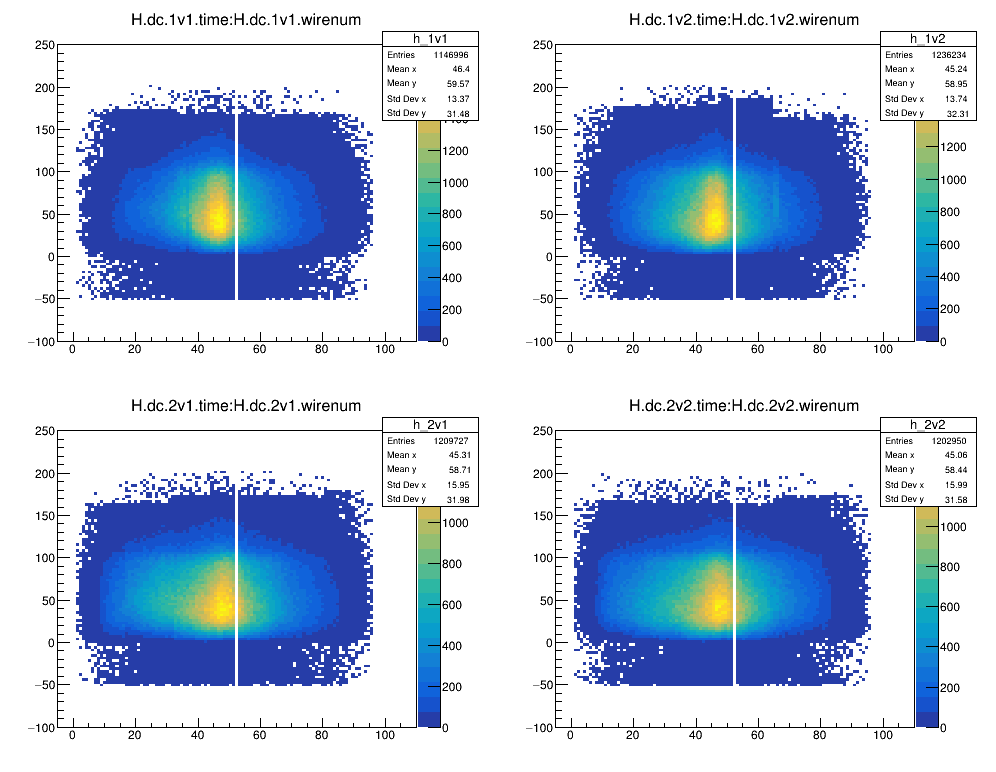 H.dc.1v1.time:H.dc.1v1.wirenum
h_1v1
Entries 1146996
Mean x 46.4
Mean y 59.57
Std Dev x 13.37
Std Dev y 31.48
250
200
150
100
50
0
−50
−100
0 20 40 60 80 100
1200
1000
800
600
400
200
0
H.dc.1v2.time:H.dc.1v2.wirenum
h_1v2
Entries 1236234
Mean x 45.24
Mean y 58.95
Std Dev x 13.74
Std Dev y 32.31
250
200
150
100
50
0
−50
−100
0 20 40 60 80 100
1200
1000
800
600
400
200
0
H.dc.2v1.time:H.dc.2v1.wirenum
h_2v1
Entries 1209727
Mean x 45.31
Mean y 58.71
Std Dev x 15.95
Std Dev y 31.98
250
200
150
100
50
0
−50
−100
0 20 40 60 80 100
1000
800
600
400
200
0
H.dc.2v2.time:H.dc.2v2.wirenum
h_2v2
Entries 1202950
Mean x 45.06
Mean y 58.44
Std Dev x 15.99
Std Dev y 31.58
250
200
150
100
50
0
−50
−100
0 20 40 60 80 100
1000
800
600
400
200
0